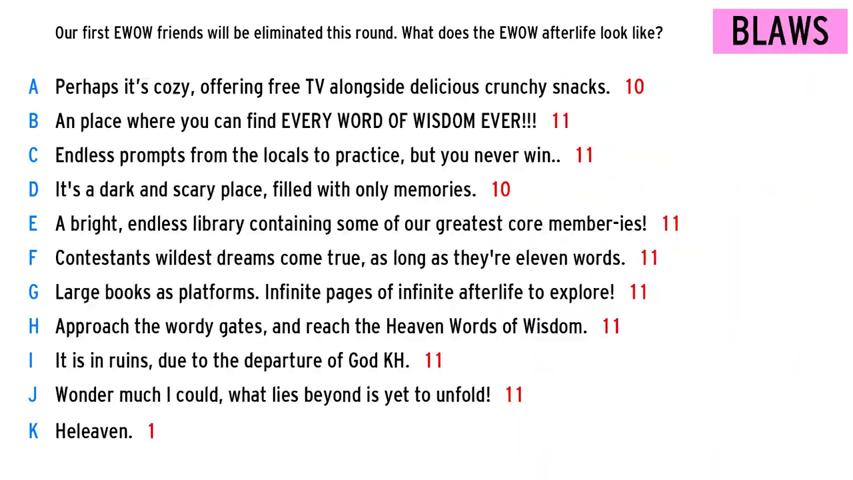 Our first EWOW friends will be eliminated this round. What does the EWOW afterlife look like?
BLAWS
A Perhaps it's cozy, offering free TV alongside delicious crunchy snacks. 10
B An place where you can find EVERY WORD OF WISDOM EVER!!! 11
C Endless prompts from the locals to practice, but you never win.. 11
D It's a dark and scary place, filled with only memories. 10
E A bright, endless library containing some of our greatest core member-ies! 11
F Contestants wildest dreams come true, as long as they're eleven words. 11
G Large books as platforms. Infinite pages of infinite afterlife to explore! 11
H Approach the wordy gates, and reach the Heaven Words of Wisdom. 11
I It is in ruins, due to the departure of God KH. 11
J Wonder much I could, what lies beyond is yet to unfold! 11
K Heleaven. 1